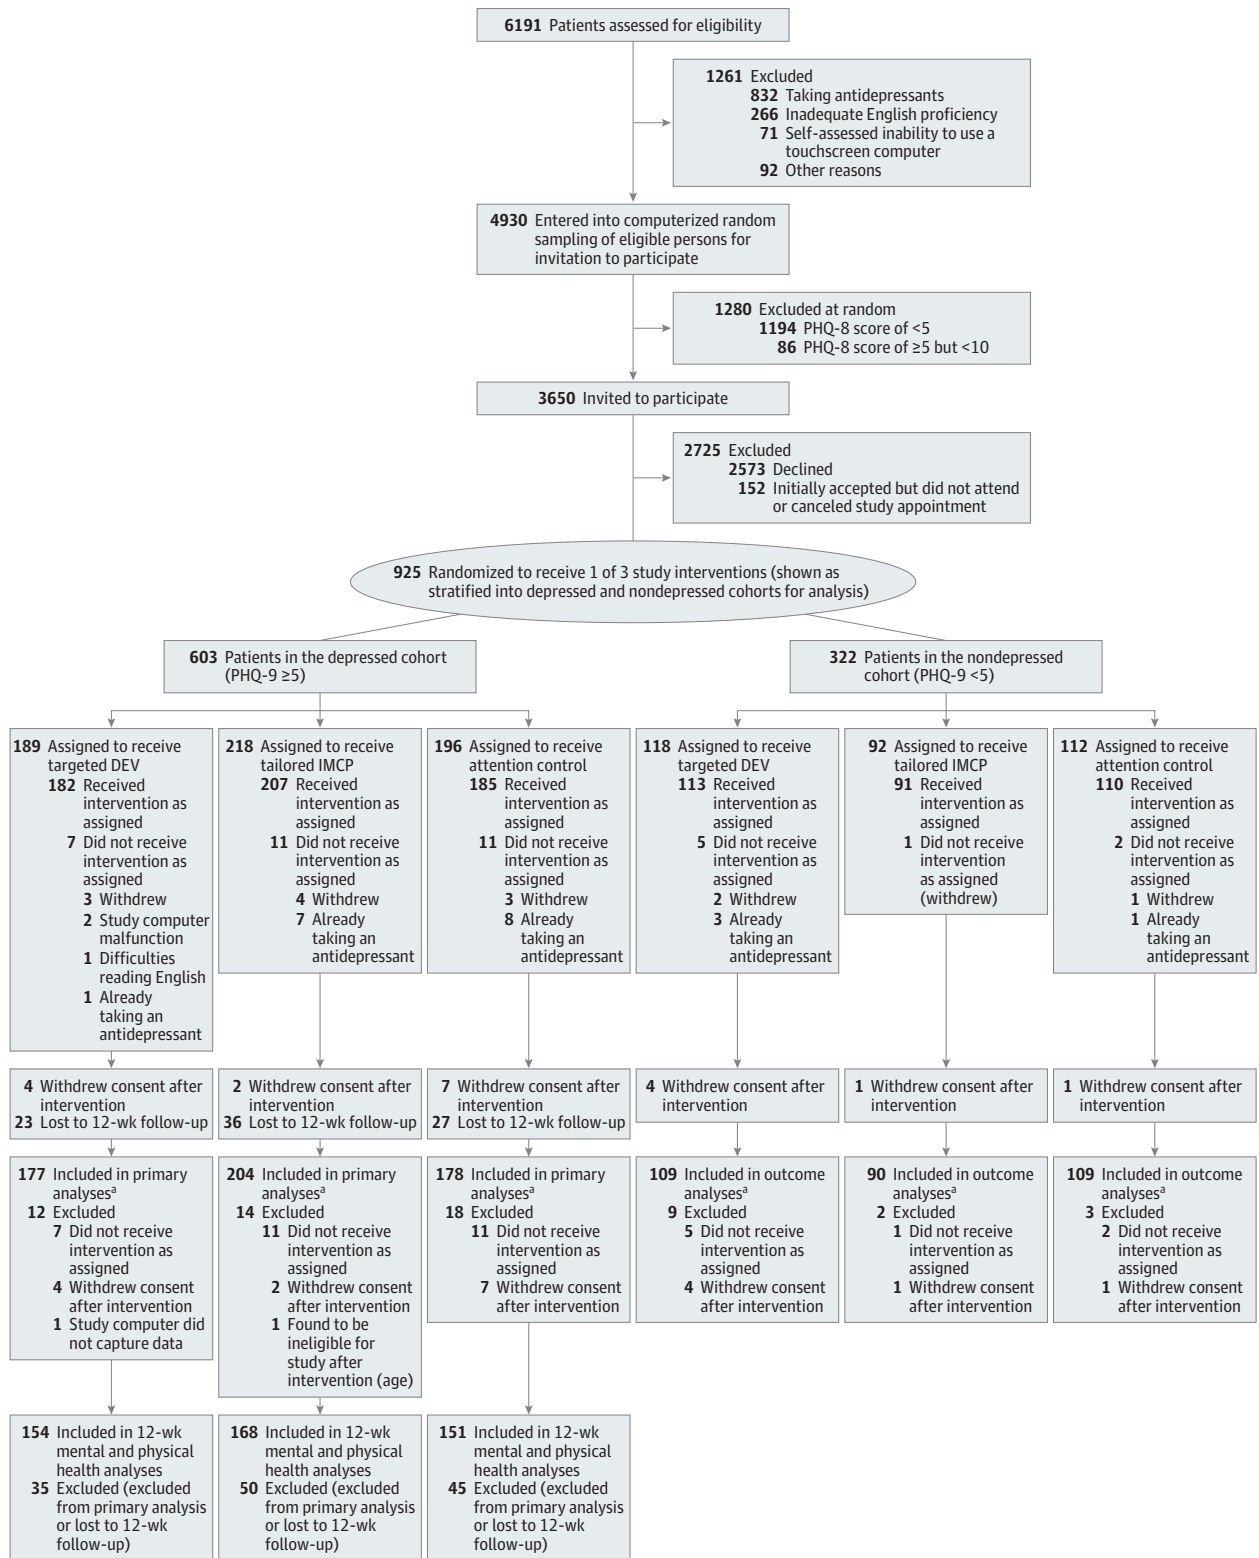 6191 Patients assessed for eligibility
1261 Excluded
832 Taking antidepressants
266 Inadequate English proficiency
71 Self-assessed inability to use a
touchscreen computer
92 Other reasons
4930 Entered into computerized random
sampling of eligible persons for
invitation to participate
1280 Excluded at random
1194 PHQ-8 score of <5
86 PHQ-8 score of ≥5 but <10
3650 Invited to participate
2725 Excluded
2573 Declined
152 Initially accepted but did not attend
or canceled study appointment
925 Randomized to receive 1 of 3 study interventions (shown as
stratified into depressed and nondepressed cohorts for analysis)
603 Patients in the depressed cohort
(PHQ-9 ≥5)
322 Patients in the nondepressed
cohort (PHQ-9 <5)
189 Assigned to receive
targeted DEV
182 Received
intervention as
assigned
7 Did not receive
intervention as
assigned
3 Withdrew
2 Study computer
malfunction
1 Difficulties
reading English
1 Already
taking an
antidepressant
218 Assigned to receive
tailored IMCP
207 Received
intervention as
assigned
11 Did not receive
intervention as
assigned
4 Withdrew
7 Already
taking an
antidepressant
196 Assigned to receive
attention control
185 Received
intervention as
assigned
11 Did not receive
intervention as
assigned
3 Withdrew
8 Already
taking an
antidepressant
118 Assigned to receive
targeted DEV
113 Received
intervention as
assigned
5 Did not receive
intervention as
assigned
2 Withdrew
3 Already
taking an
antidepressant
92 Assigned to receive
tailored IMCP
91 Received
intervention as
assigned
1 Did not receive
intervention
as assigned
(withdrew)
112 Assigned to receive
attention control
110 Received
intervention as
assigned
2 Did not receive
intervention as
assigned
1 Withdrew
1 Already
taking an
antidepressant
4 Withdrew consent after
intervention
23 Lost to 12-wk follow-up
2 Withdrew consent after
intervention
36 Lost to 12-wk follow-up
7 Withdrew consent after
intervention
27 Lost to 12-wk follow-up
4 Withdrew consent after
intervention
1 Withdrew consent after
intervention
1 Withdrew consent after
intervention
177 Included in primary
analysesa
12 Excluded
7 Did not receive
intervention as
assigned
4 Withdrew consent
after intervention
1 Study computer did
not capture data
204 Included in primary
analysesa
14 Excluded
11 Did not receive
intervention as
assigned
2 Withdrew consent
after intervention
1 Found to be
ineligible for
study after
intervention (age)
178 Included in primary
analysesa
18 Excluded
11 Did not receive
intervention as
assigned
7 Withdrew consent
after intervention
109 Included in outcome
analysesa
9 Excluded
5 Did not receive
intervention as
assigned
4 Withdrew consent
after intervention
90 Included in outcome
analysesa
2 Excluded
1 Did not receive
intervention as
assigned
1 Withdrew consent
after intervention
109 Included in outcome
analysesa
3 Excluded
2 Did not receive
intervention as
assigned
1 Withdrew consent
after intervention
154 Included in 12-wk
mental and physical
health analyses
35 Excluded (excluded
from primary analysis
or lost to 12-wk
follow-up)
168 Included in 12-wk
mental and physical
health analyses
50 Excluded (excluded
from primary analysis
or lost to 12-wk
follow-up)
151 Included in 12-wk
mental and physical
health analyses
45 Excluded (excluded
from primary analysis
or lost to 12-wk
follow-up)